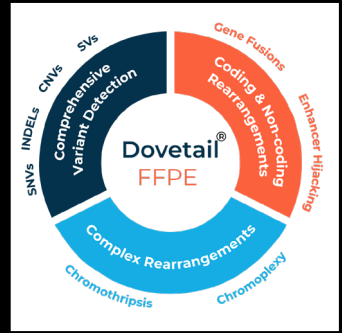 SNVs
INDELs
CNVs
SVs
Comprehensive
Variant Detection
Gene Fusions
Enhancer Hijacking
Coding & Non-coding
Rearrangements
Dovetail®
FFPE
Complex Rearrangements
Chromothripsis
Chromoplexy